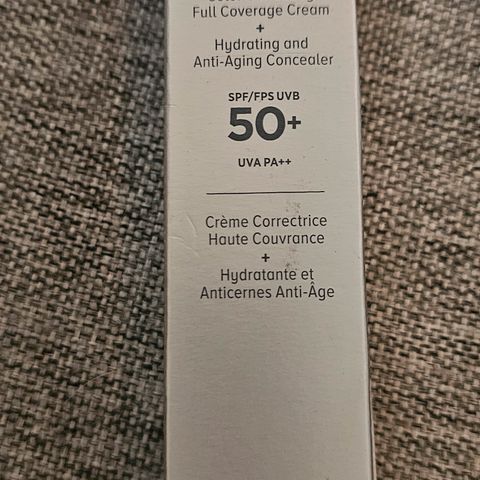 Full Coverage Cream
+
Hydrating and
Anti-Aging Concealer
SPF/FPS UVB
50+
UVA PA++
Crème Correctrice
Haute Couvrance
+
Hydratante et
Anticernes Anti-Âge